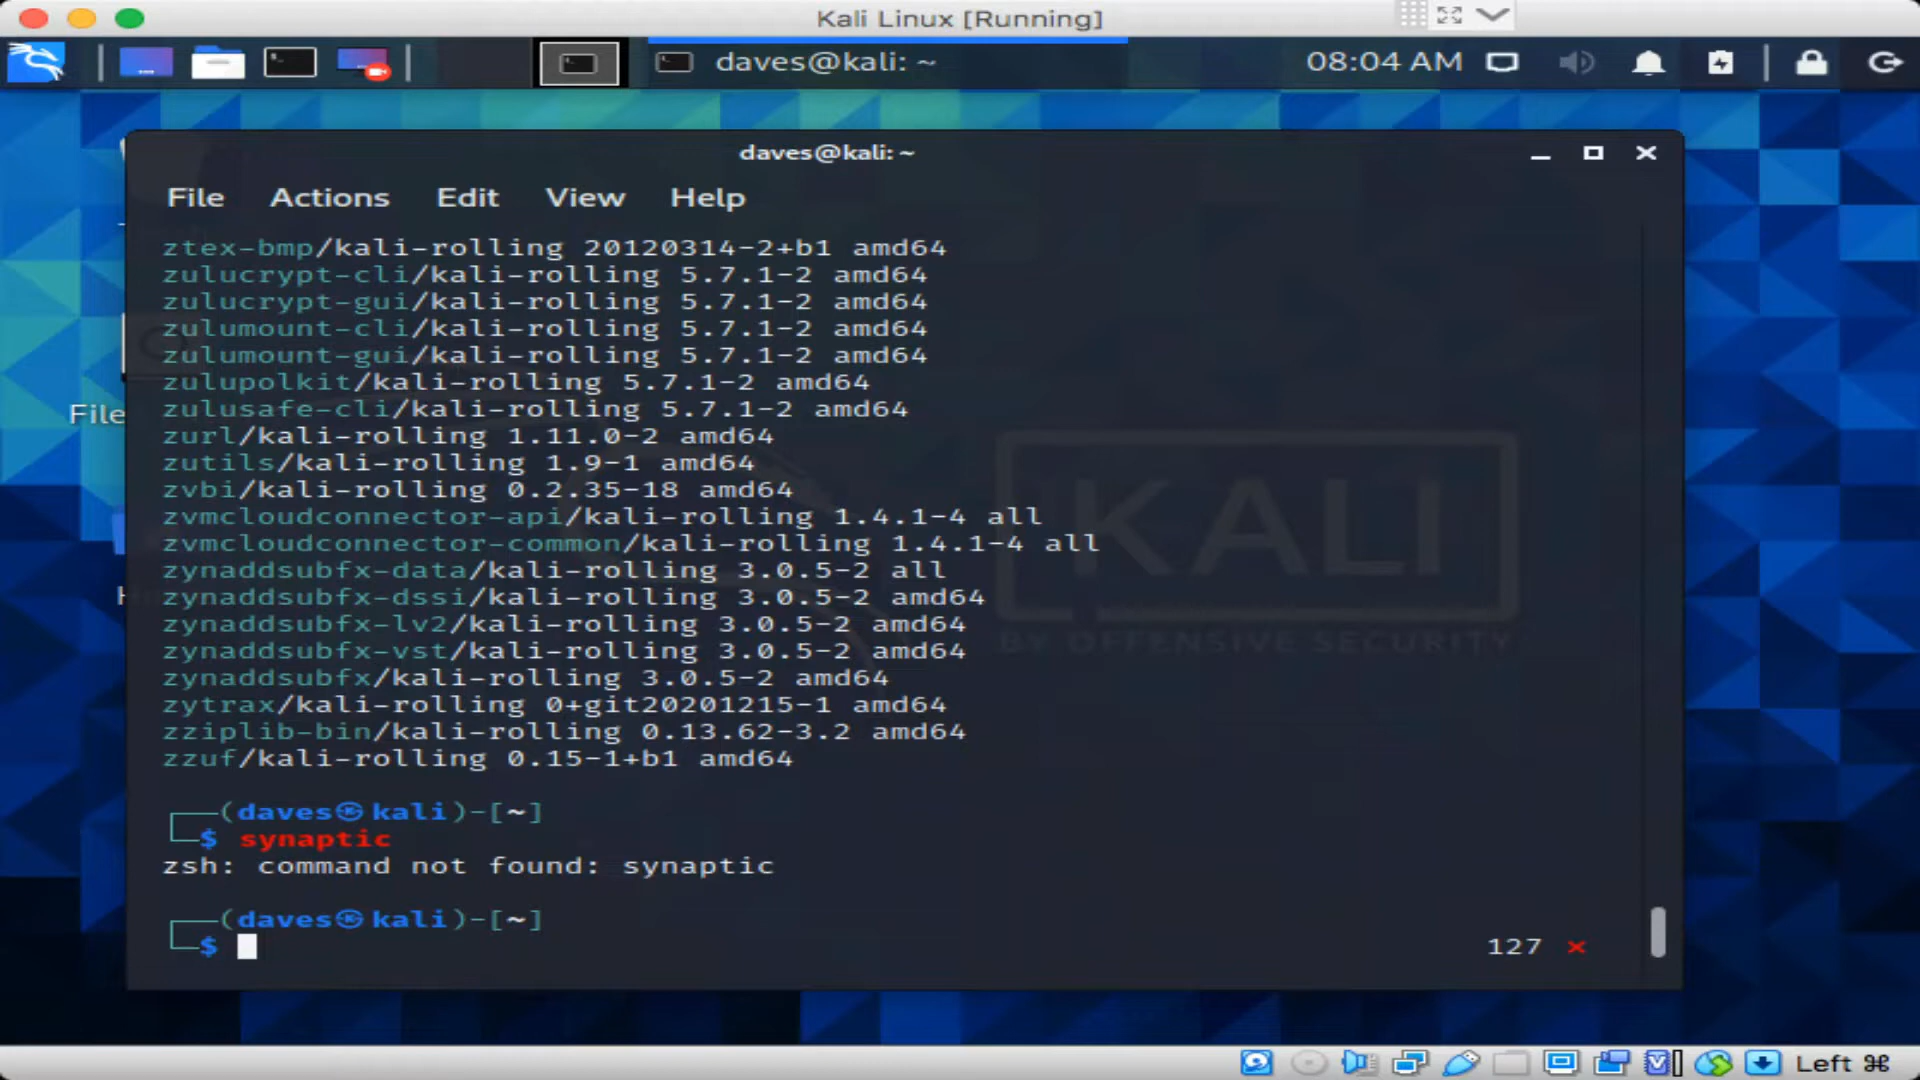 Kali Linux [Running]
daves@kali: ~
08:04 AM
daves@kali: ~
File Actions Edit View Help
ztex-bmp/kali-rolling 20120314-2+b1 amd64
zulucrypt-cli/kali-rolling 5.7.1-2 amd64
zulucrypt-gui/kali-rolling 5.7.1-2 amd64
zulumount-cli/kali-rolling 5.7.1-2 amd64
zulumount-gui/kali-rolling 5.7.1-2 amd64
zulupolkit/kali-rolling 5.7.1-2 amd64
zulusafe-cli/kali-rolling 5.7.1-2 amd64
File
zurl/kali-rolling 1.11.0-2 amd64
zutils/kali-rolling 1.9-1 amd64
zvbi/kali-rolling 0.2.35-18 amd64
zvmcloudconnector-api/kali-rolling 1.4.1-4 all
zvmcloudconnector-common/kali-rolling 1.4.1-4 all
KALI
zynaddsubfx-data/kali-rolling 3.0.5-2 all
zynaddsubfx-dssi/kali-rolling 3.0.5-2 amd64
zynaddsubfx-lv2/kali-rolling 3.0.5-2 amd64
BY OFFENSIVE SECURITY
zynaddsubfx-vst/kali-rolling 3.0.5-2 amd64
zynaddsubfx/kali-rolling 3.0.5-2 amd64
zytrax/kali-rolling 0+git20201215-1 amd64
zziplib-bin/kali-rolling 0.13.62-3.2 amd64
zzuf/kali-rolling 0.15-1+b1 amd64
┌──(daves㉿kali)-[~]
└─$ synaptic
zsh: command not found: synaptic
┌──(daves㉿kali)-[~]
└─$ 127 ×
Left ⌘